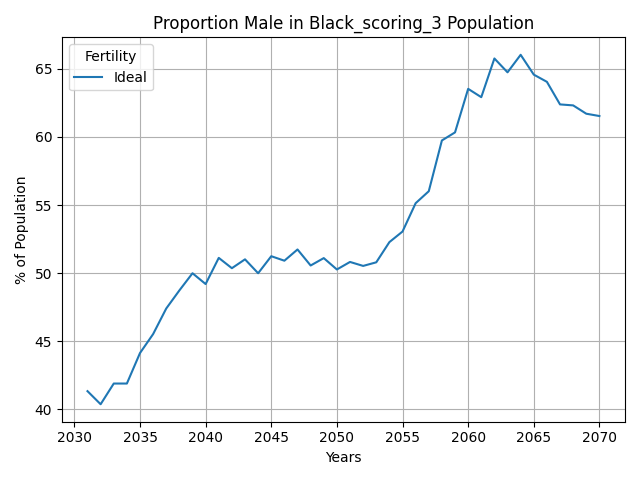 Proportion Male in Black_scoring_3 Population
Fertility
Ideal
% of Population
65
60
55
50
45
40
2030 2035 2040 2045 2050 2055 2060 2065 2070
Years